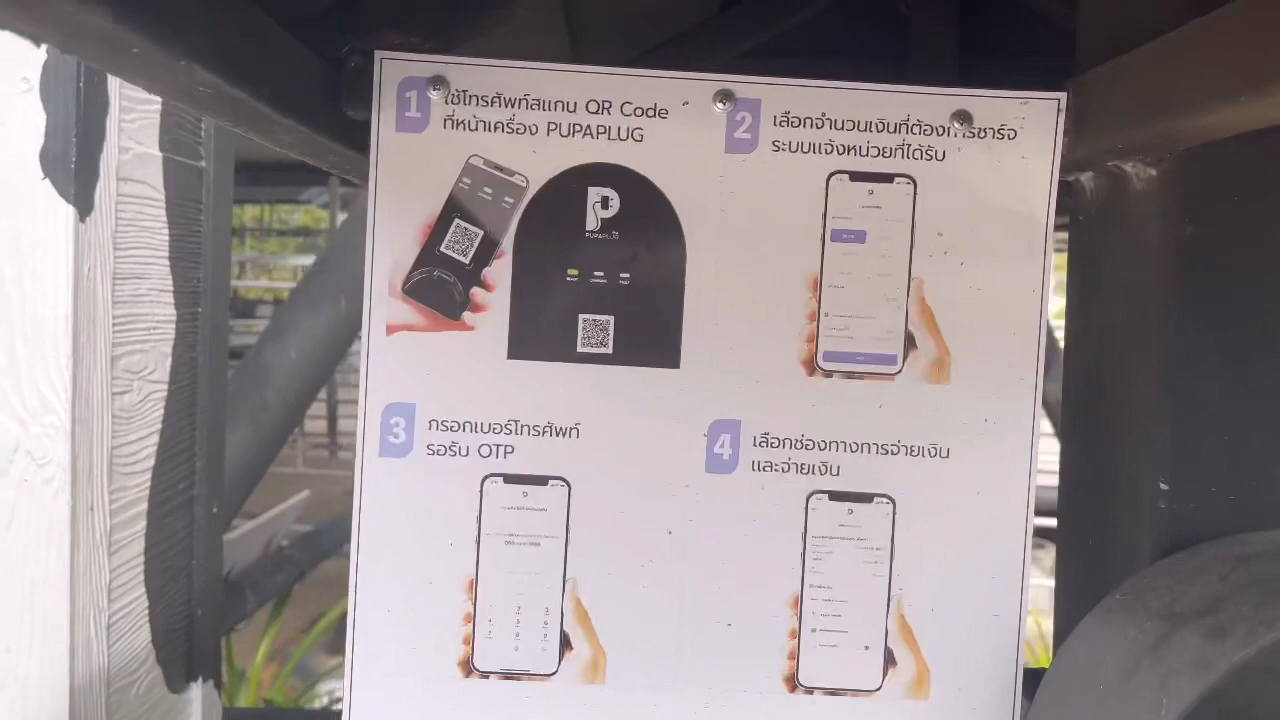 1
ใช้โทรศัพท์สแกน QR Code
ที่หน้าเครื่อง PUPAPLUG
PUPAPLUG
READY
CHARGING
FAULT
2
เลือกจำนวนเงินที่ต้องการชาร์จ
ระบบแจ้งหน่วยที่ได้รับ
3
กรอกเบอร์โทรศัพท์
รอรับ OTP
4
เลือกช่องทางการจ่ายเงิน
และจ่ายเงิน